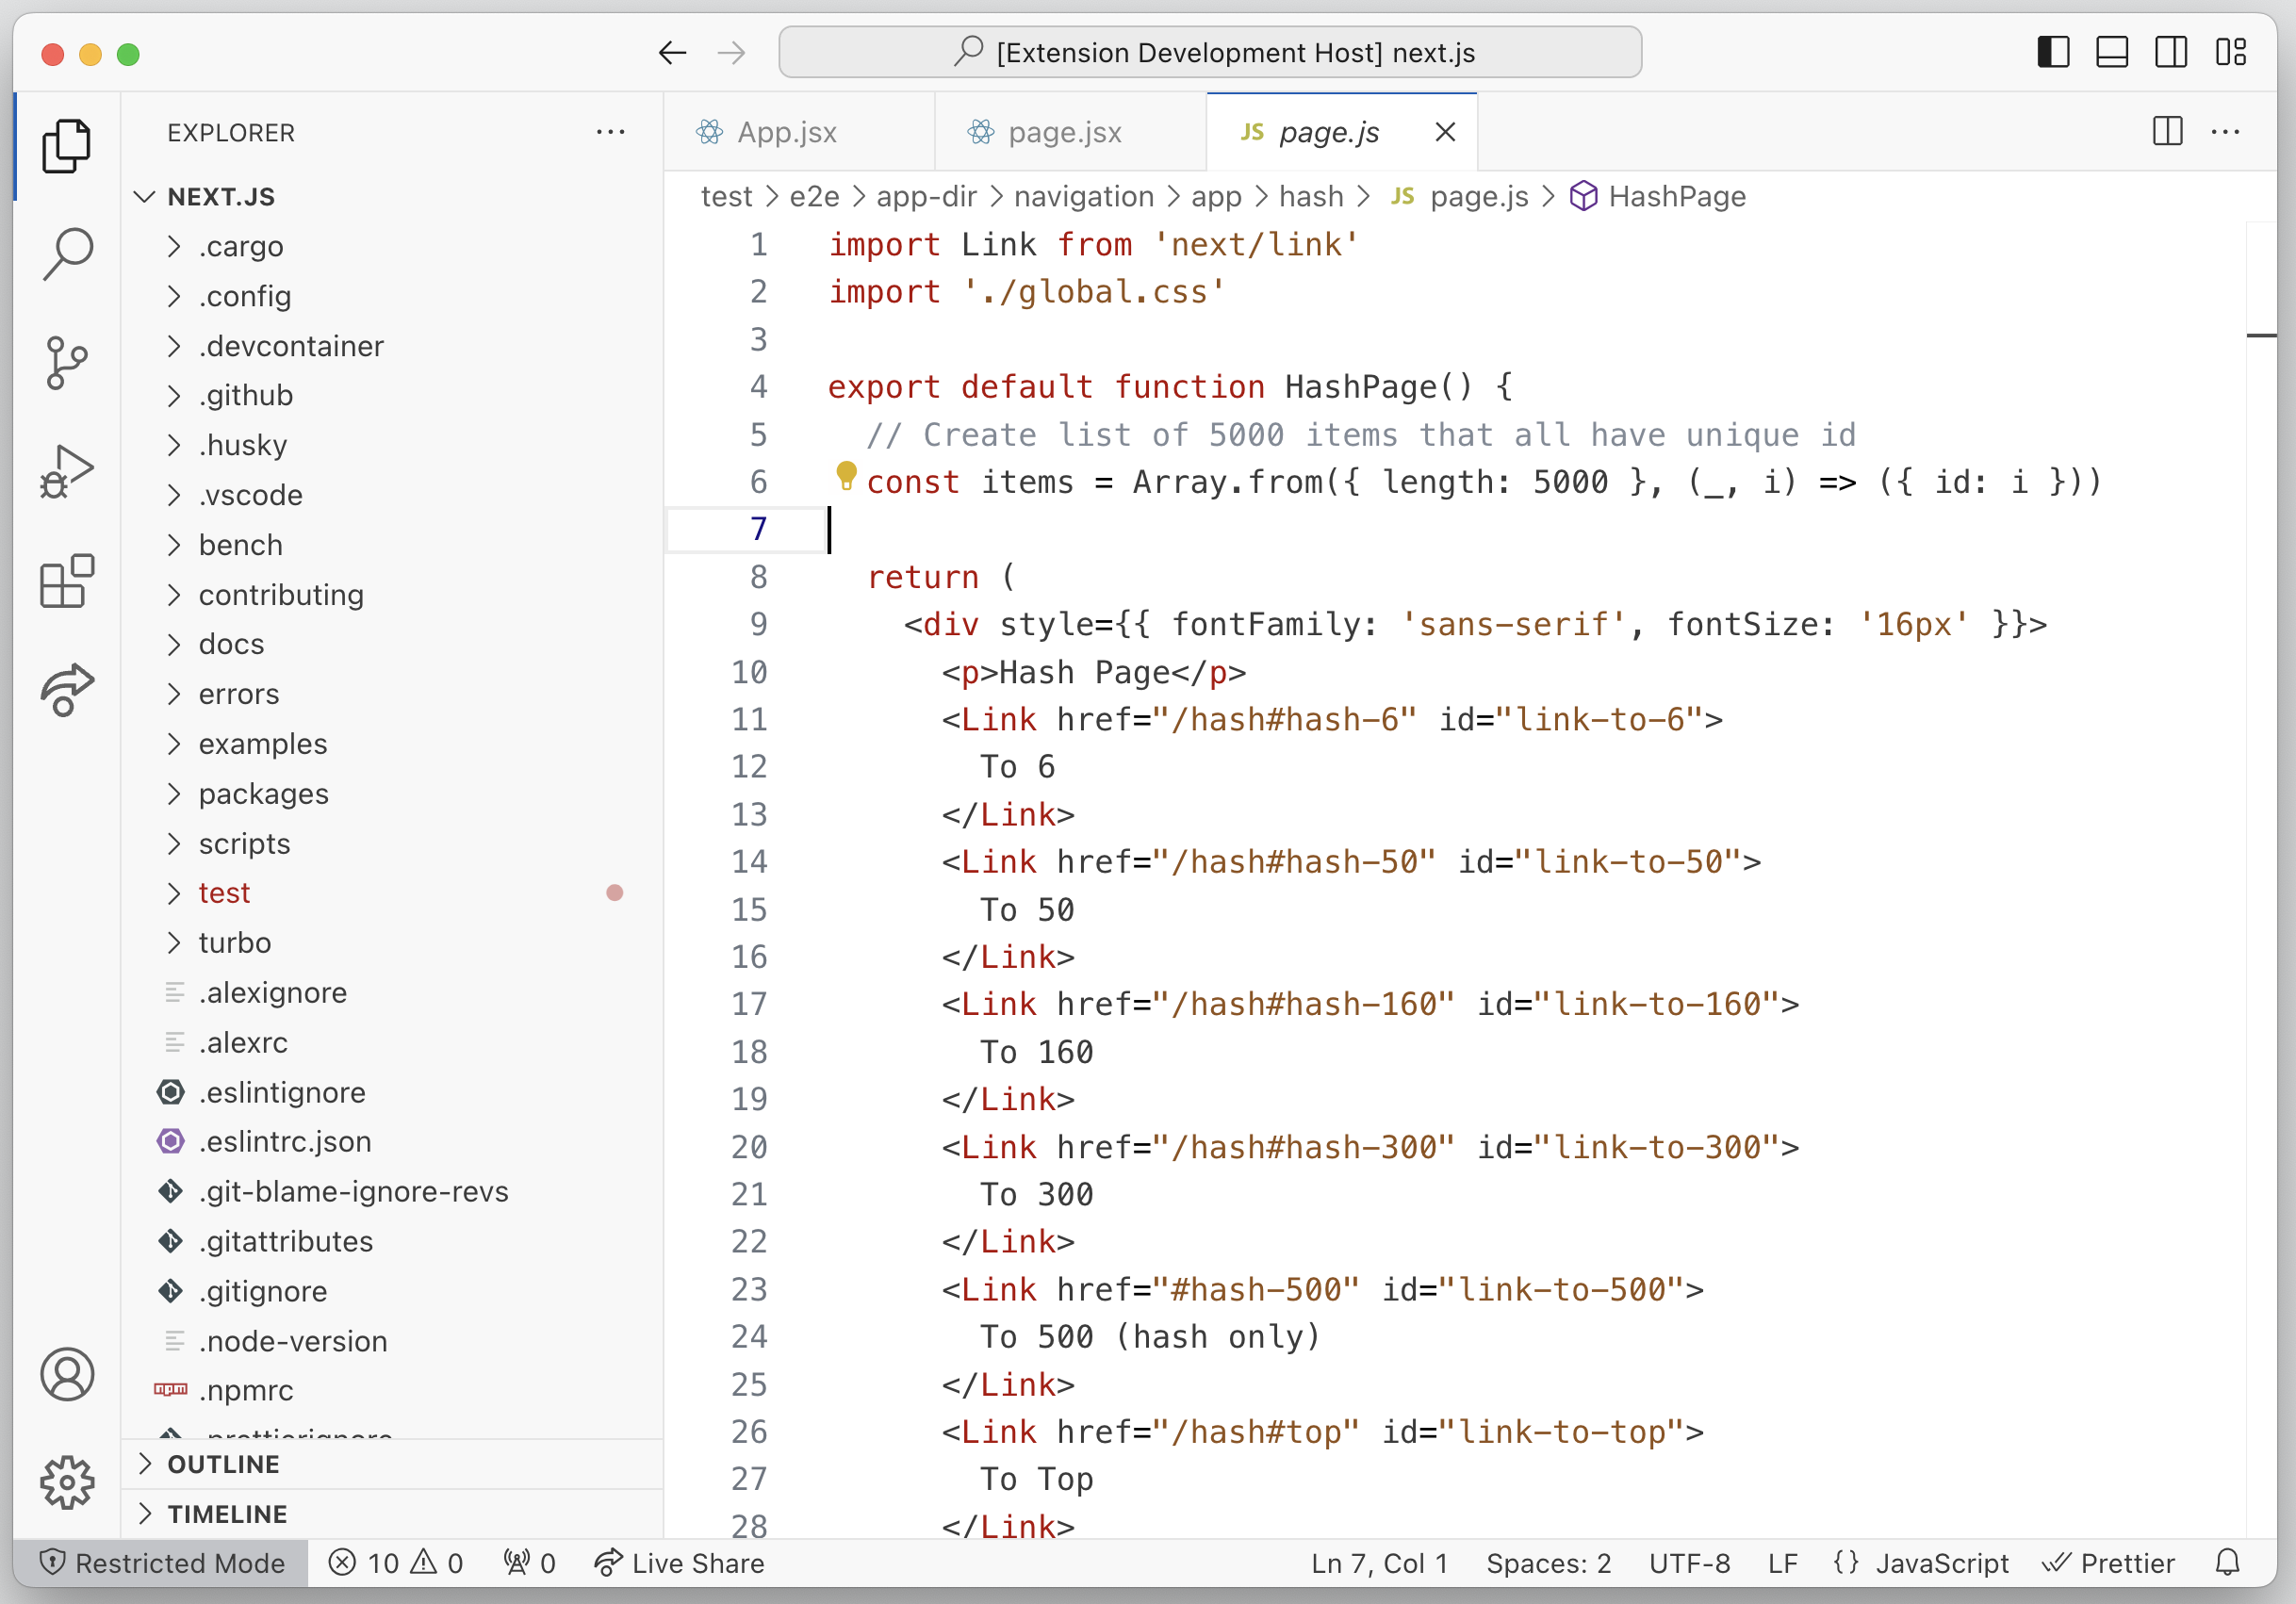 [Extension Development Host] next.js
EXPLORER
App.jsx
page.jsx
JS page.js
NEXT.JS
.cargo
.config
.devcontainer
.github
.husky
.vscode
bench
contributing
docs
errors
examples
packages
scripts
test
turbo
.alexignore
.alexrc
.eslintignore
.eslintrc.json
.git-blame-ignore-revs
.gitattributes
.gitignore
.node-version
npm .npmrc
.prettierignore
OUTLINE
TIMELINE
test > e2e > app-dir > navigation > app > hash > JS page.js > HashPage
1 import Link from 'next/link'
2 import './global.css'
3
4 export default function HashPage() {
5   // Create list of 5000 items that all have unique id
6   const items = Array.from({ length: 5000 }, (_, i) => ({ id: i }))
7
8   return (
9     <div style={{ fontFamily: 'sans-serif', fontSize: '16px' }}>
10       <p>Hash Page</p>
11       <Link href="/hash#hash-6" id="link-to-6">
12         To 6
13       </Link>
14       <Link href="/hash#hash-50" id="link-to-50">
15         To 50
16       </Link>
17       <Link href="/hash#hash-160" id="link-to-160">
18         To 160
19       </Link>
20       <Link href="/hash#hash-300" id="link-to-300">
21         To 300
22       </Link>
23       <Link href="#hash-500" id="link-to-500">
24         To 500 (hash only)
25       </Link>
26       <Link href="/hash#top" id="link-to-top">
27         To Top
28       </Link>
Restricted Mode 10 0 0 Live Share Ln 7, Col 1 Spaces: 2 UTF-8 LF {} JavaScript Prettier